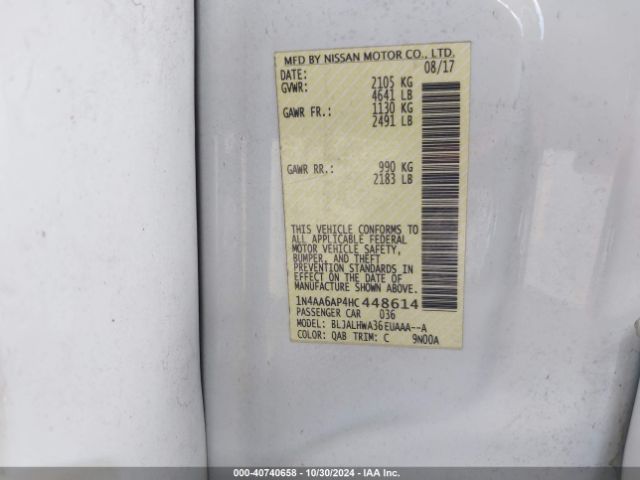 MFD BY NISSAN MOTOR CO., LTD.
DATE: 08/17
GVWR: 2105 KG
4641 LB
GAWR FR.: 1130 KG
2491 LB
GAWR RR.: 990 KG
2183 LB
THIS VEHICLE CONFORMS TO
ALL APPLICABLE FEDERAL
MOTOR VEHICLE SAFETY,
BUMPER, AND THEFT
PREVENTION STANDARDS IN
EFFECT ON THE DATE OF
MANUFACTURE SHOWN ABOVE.
1N4AA6AP4HC448614
PASSENGER CAR 036
MODEL: BLJALHWA36EUAAA--A
COLOR: QAB TRIM: C 9N00A
000-40740658 - 10/30/2024 - IAA Inc.